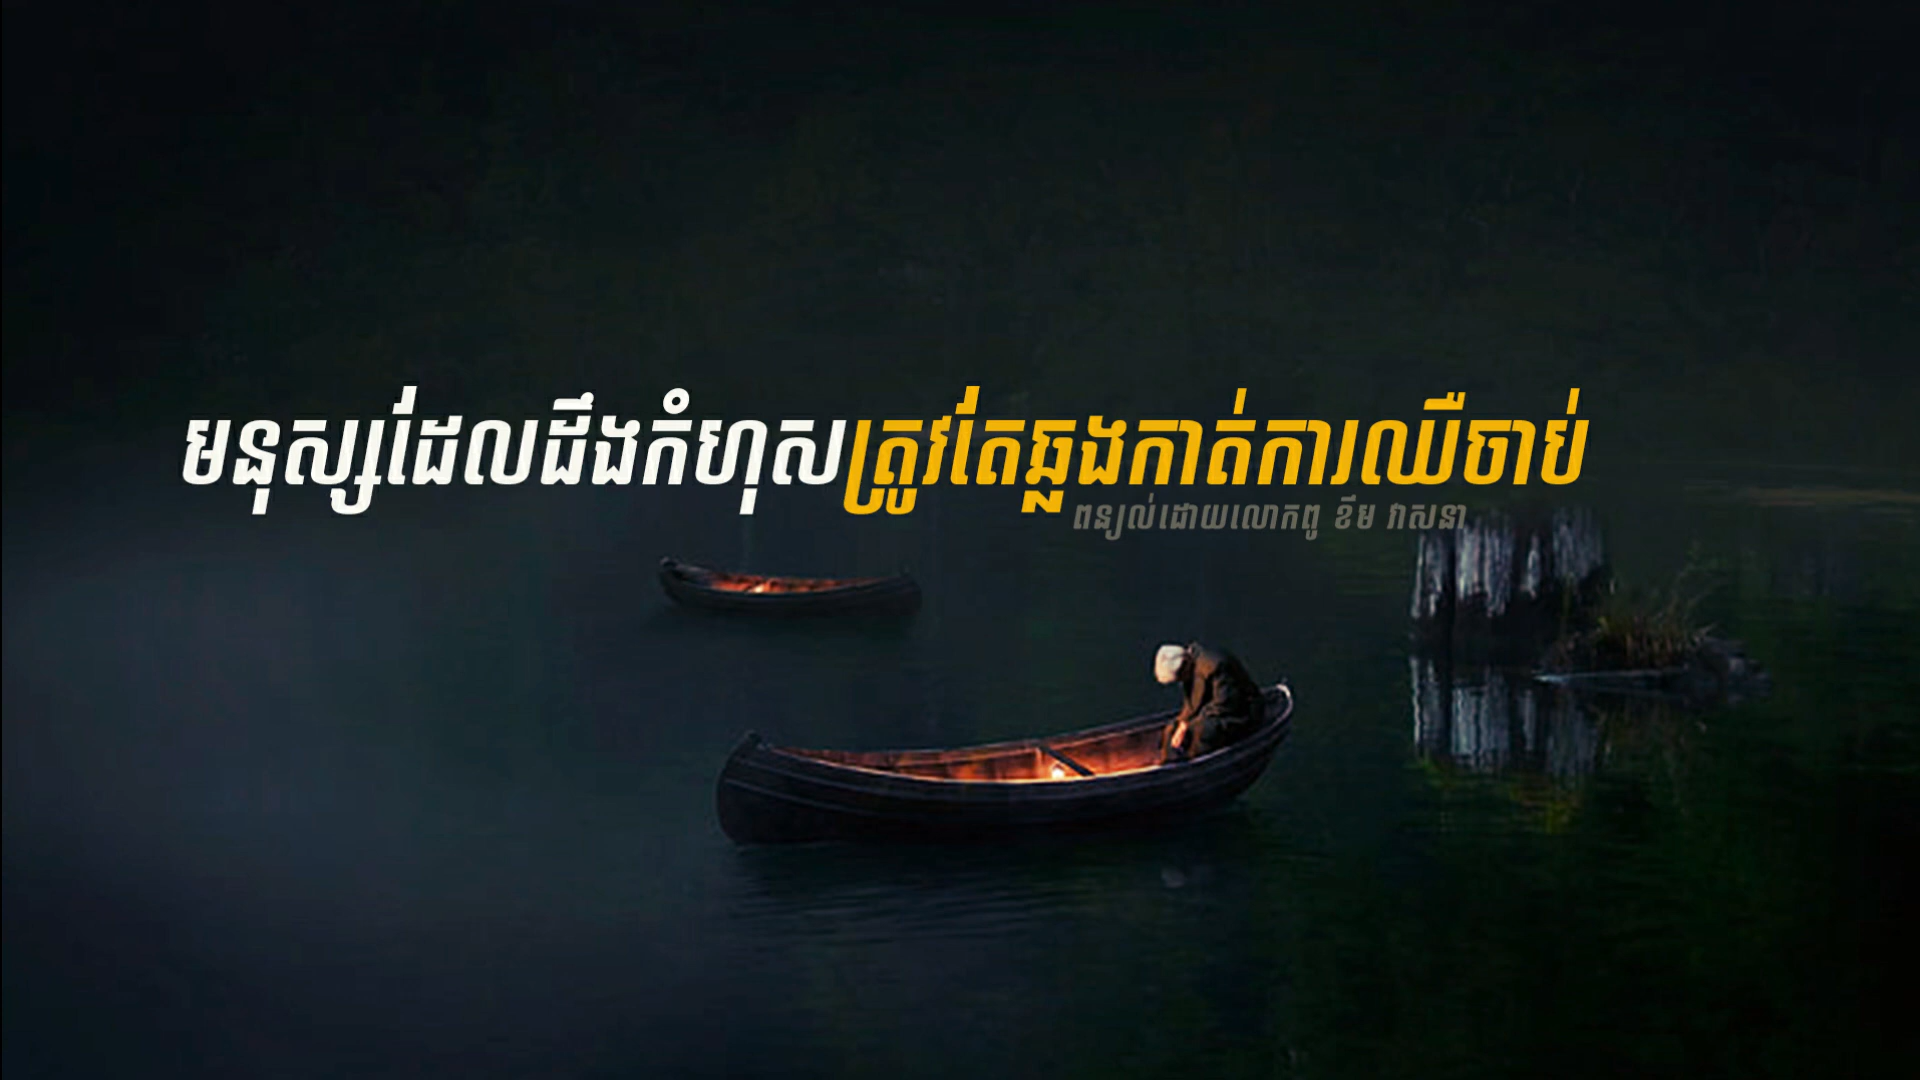 មនុស្សដែលដឹងកំហុសត្រូវតែឆ្លងកាត់ការឈឺចាប់
ពន្យល់ដោយលោកពូ ខឹម វាសនា